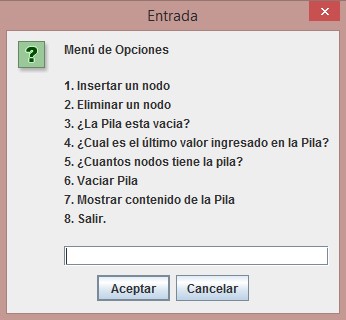 Entrada
x
?
Menú de Opciones
1. Insertar un nodo
2. Eliminar un nodo
3. ¿La Pila esta vacia?
4. ¿Cual es el último valor ingresado en la Pila?
5. ¿Cuantos nodos tiene la pila?
6. Vaciar Pila
7. Mostrar contenido de la Pila
8. Salir.
Aceptar Cancelar